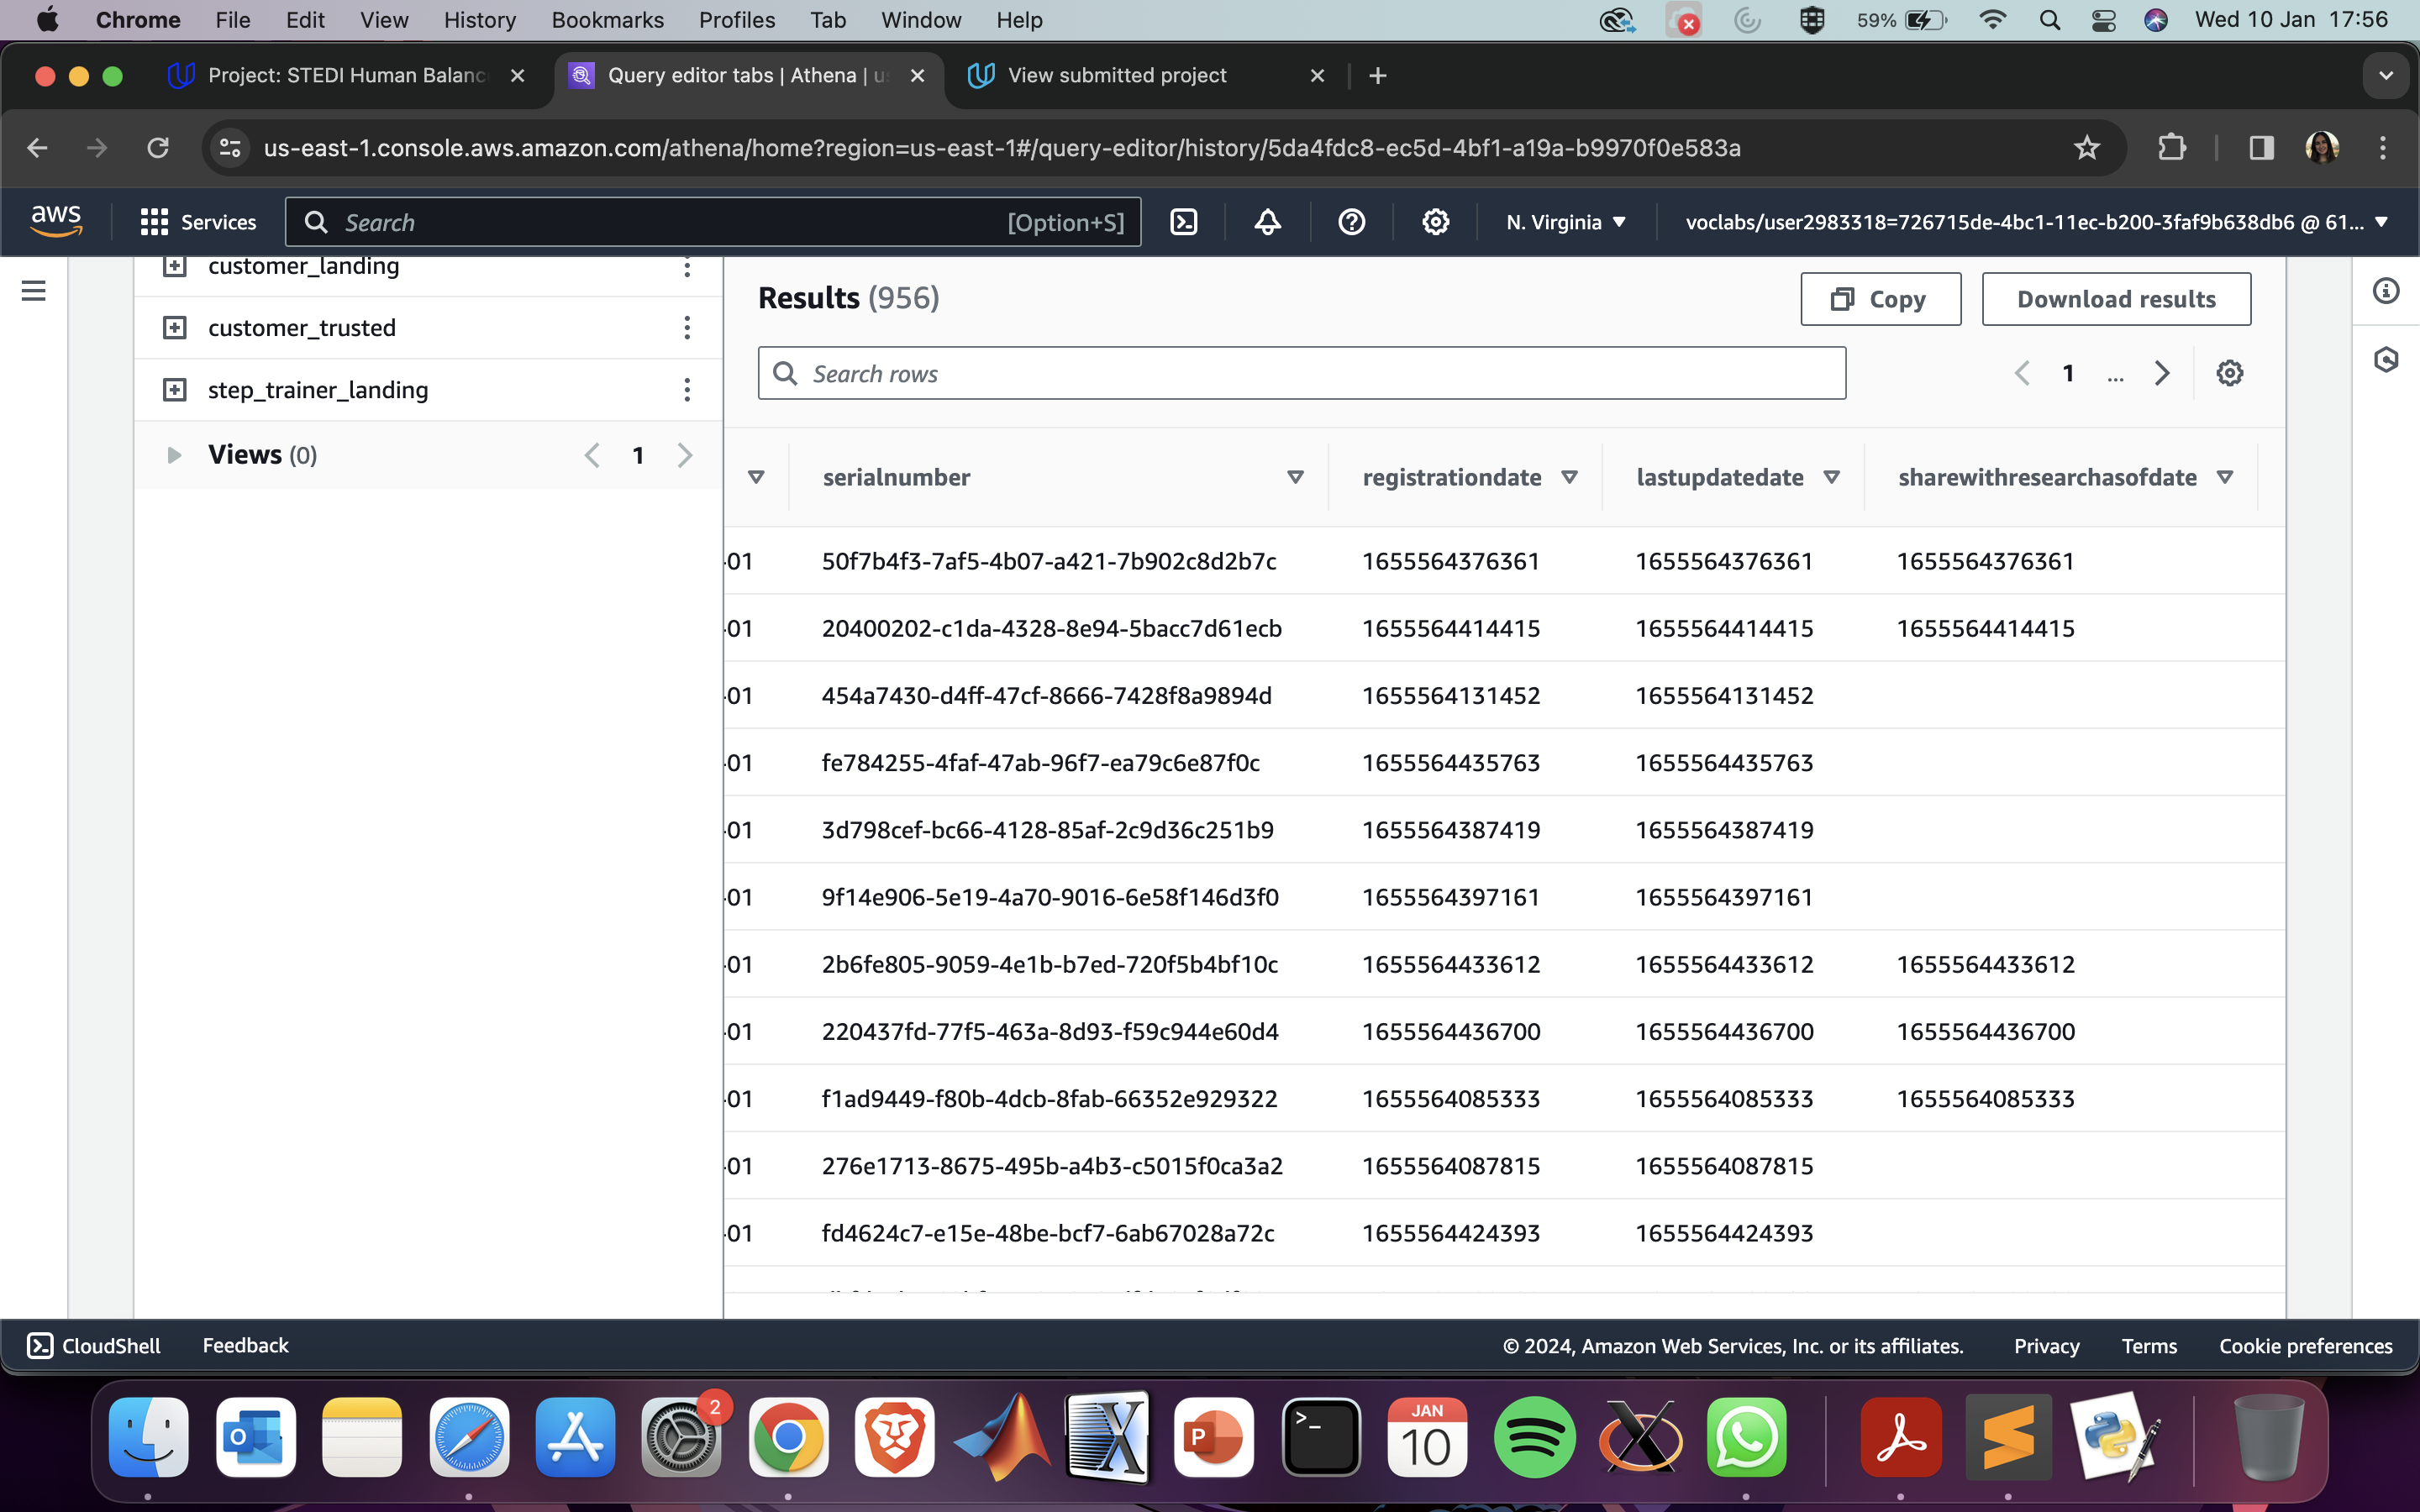 Chrome File Edit View History Bookmarks Profiles Tab Window Help 59% Wed 10 Jan 17:56
Project: STEDI Human Balanc Query editor tabs | Athena | us View submitted project
us-east-1.console.aws.amazon.com/athena/home?region=us-east-1#/query-editor/history/5da4fdc8-ec5d-4bf1-a19a-b9970f0e583a
aws Services Search [Option+S] N. Virginia voclabs/user2983318=726715de-4bc1-11ec-b200-3faf9b638db6 @ 61...
customer_landing
customer_trusted
step_trainer_landing
Views (0) 1
Results (956) Copy Download results
Search rows 1 ...
serialnumber registrationdate lastupdatedate sharewithresearchasofdate
-01 50f7b4f3-7af5-4b07-a421-7b902c8d2b7c 1655564376361 1655564376361 1655564376361
-01 20400202-c1da-4328-8e94-5bacc7d61ecb 1655564414415 1655564414415 1655564414415
-01 454a7430-d4ff-47cf-8666-7428f8a9894d 1655564131452 1655564131452
-01 fe784255-4faf-47ab-96f7-ea79c6e87f0c 1655564435763 1655564435763
-01 3d798cef-bc66-4128-85af-2c9d36c251b9 1655564387419 1655564387419
-01 9f14e906-5e19-4a70-9016-6e58f146d3f0 1655564397161 1655564397161
-01 2b6fe805-9059-4e1b-b7ed-720f5b4bf10c 1655564433612 1655564433612 1655564433612
-01 220437fd-77f5-463a-8d93-f59c944e60d4 1655564436700 1655564436700 1655564436700
-01 f1ad9449-f80b-4dcb-8fab-66352e929322 1655564085333 1655564085333 1655564085333
-01 276e1713-8675-495b-a4b3-c5015f0ca3a2 1655564087815 1655564087815
-01 fd4624c7-e15e-48be-bcf7-6ab67028a72c 1655564424393 1655564424393
CloudShell Feedback © 2024, Amazon Web Services, Inc. or its affiliates. Privacy Terms Cookie preferences
2
JAN
10